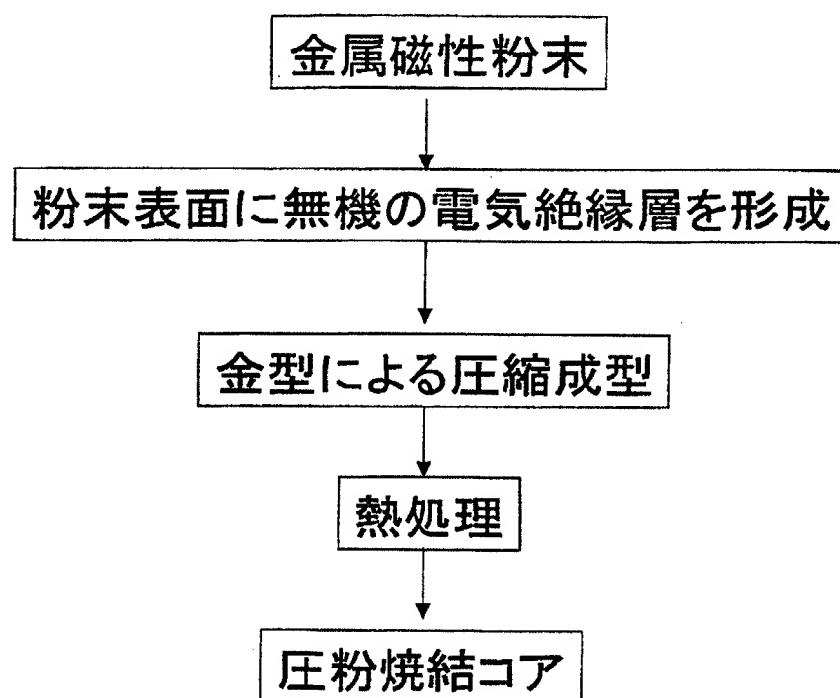 金属磁性粉末
粉末表面に無機の電気絶縁層を形成
金型による圧縮成型
熱処理
圧粉焼結コア